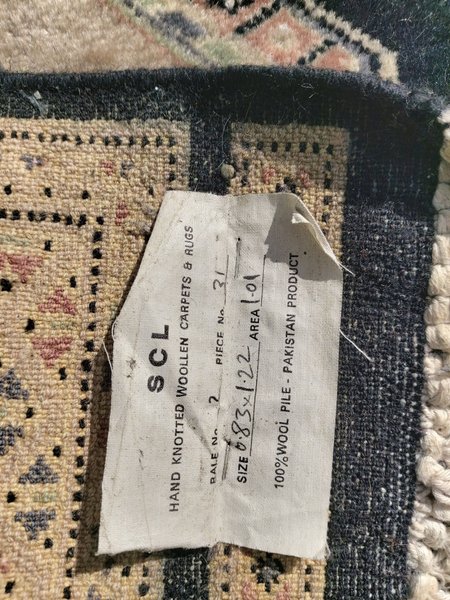 SCL
HAND KNOTTED WOOLLEN CARPETS & RUGS
BALE No. 2 PIECE No. 31
SIZE 0.83 x 1.22 AREA 1.01
100% WOOL PILE - PAKISTAN PRODUCT